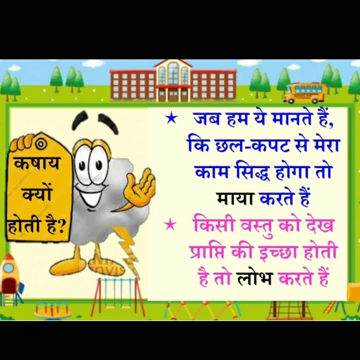 कषाय
क्यों
होती है?
★ जब हम ये मानते हैं,
कि छल-कपट से मेरा
काम सिद्ध होगा तो
माया करते हैं
★ किसी वस्तु को देख
प्राप्ति की इच्छा होती
है तो लोभ करते हैं